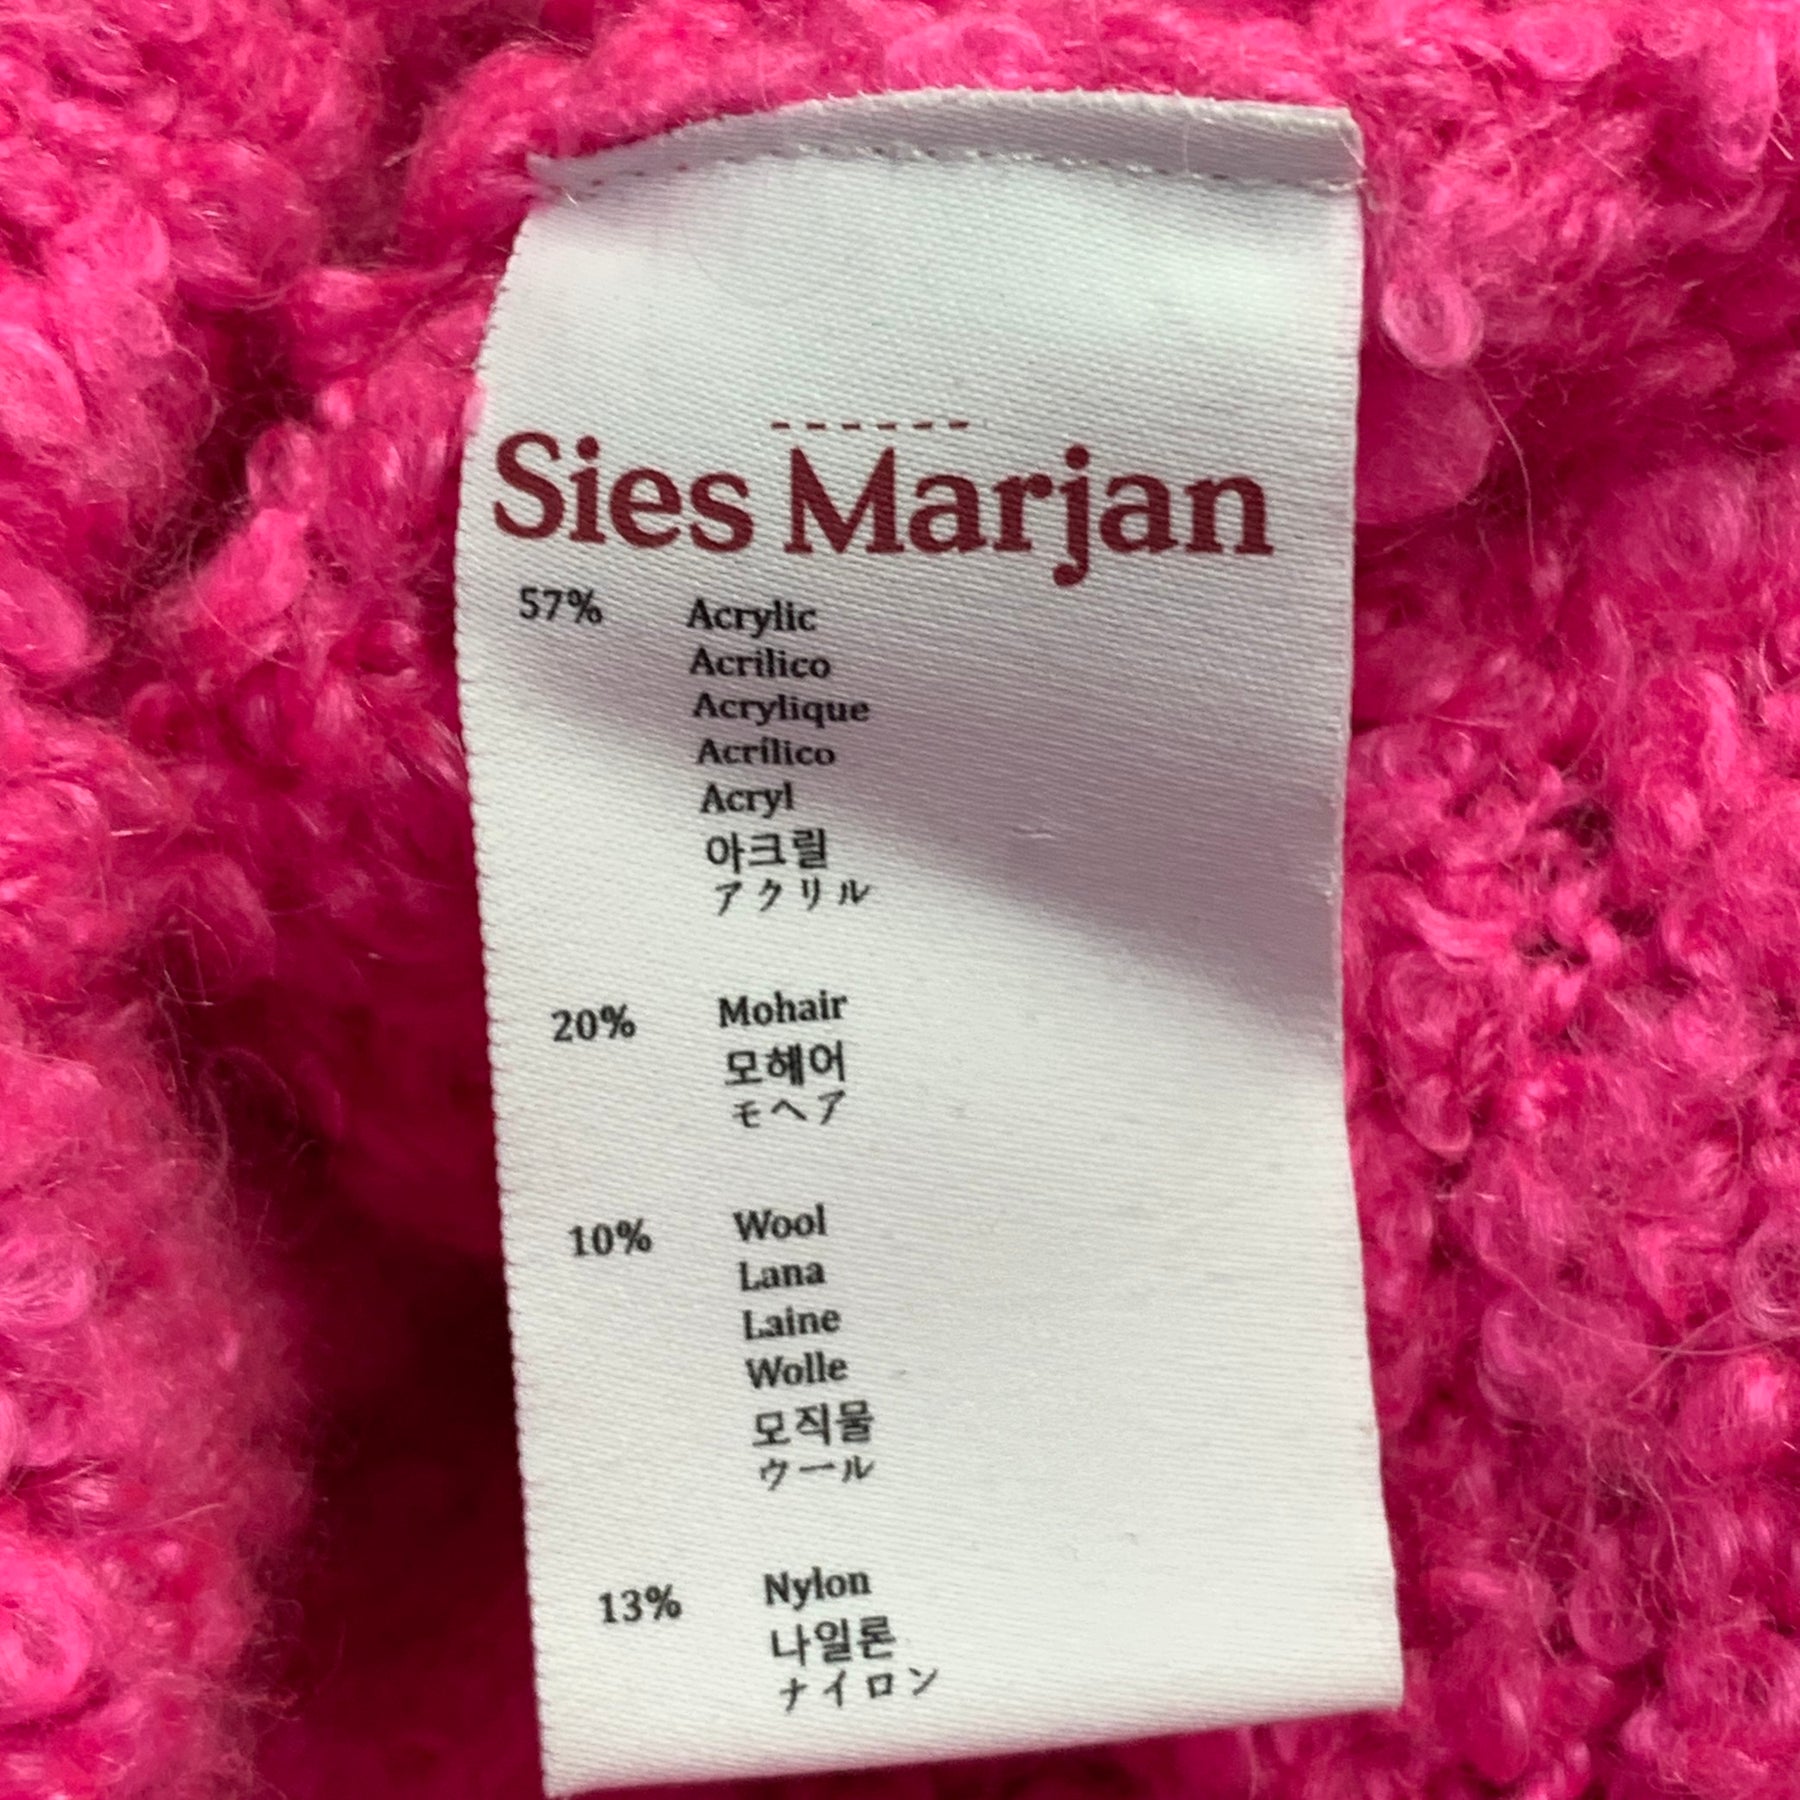 Sies Marjan
57% Acrylic
Acrilico
Acrylique
Acrílico
Acryl
아크릴
アクリル
20% Mohair
모헤어
モヘア
10% Wool
Lana
Laine
Wolle
모직물
ウール
13% Nylon
나일론
ナイロン